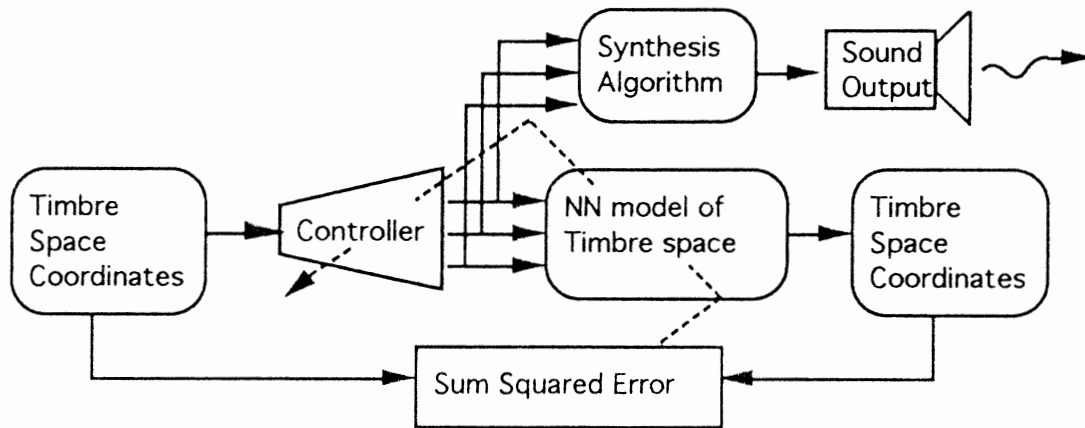 Synthesis
Algorithm
Sound
Output
Timbre
Space
Coordinates
Controller
NN model of
Timbre space
Timbre
Space
Coordinates
Sum Squared Error